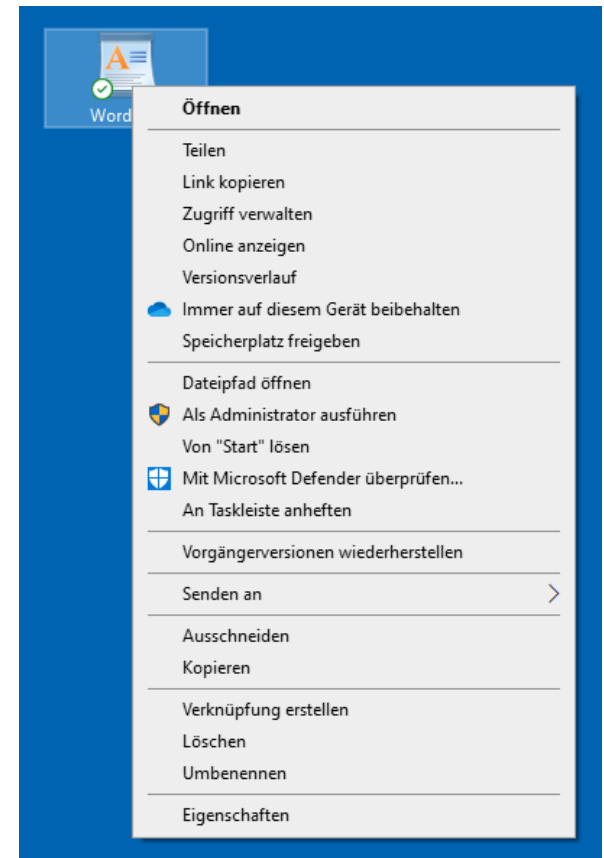 Word
Öffnen
Teilen
Link kopieren
Zugriff verwalten
Online anzeigen
Versionsverlauf
Immer auf diesem Gerät beibehalten
Speicherplatz freigeben
Dateipfad öffnen
Als Administrator ausführen
Von "Start" lösen
Mit Microsoft Defender überprüfen...
An Taskleiste anheften
Vorgängerversionen wiederherstellen
Senden an
Ausschneiden
Kopieren
Verknüpfung erstellen
Löschen
Umbenennen
Eigenschaften